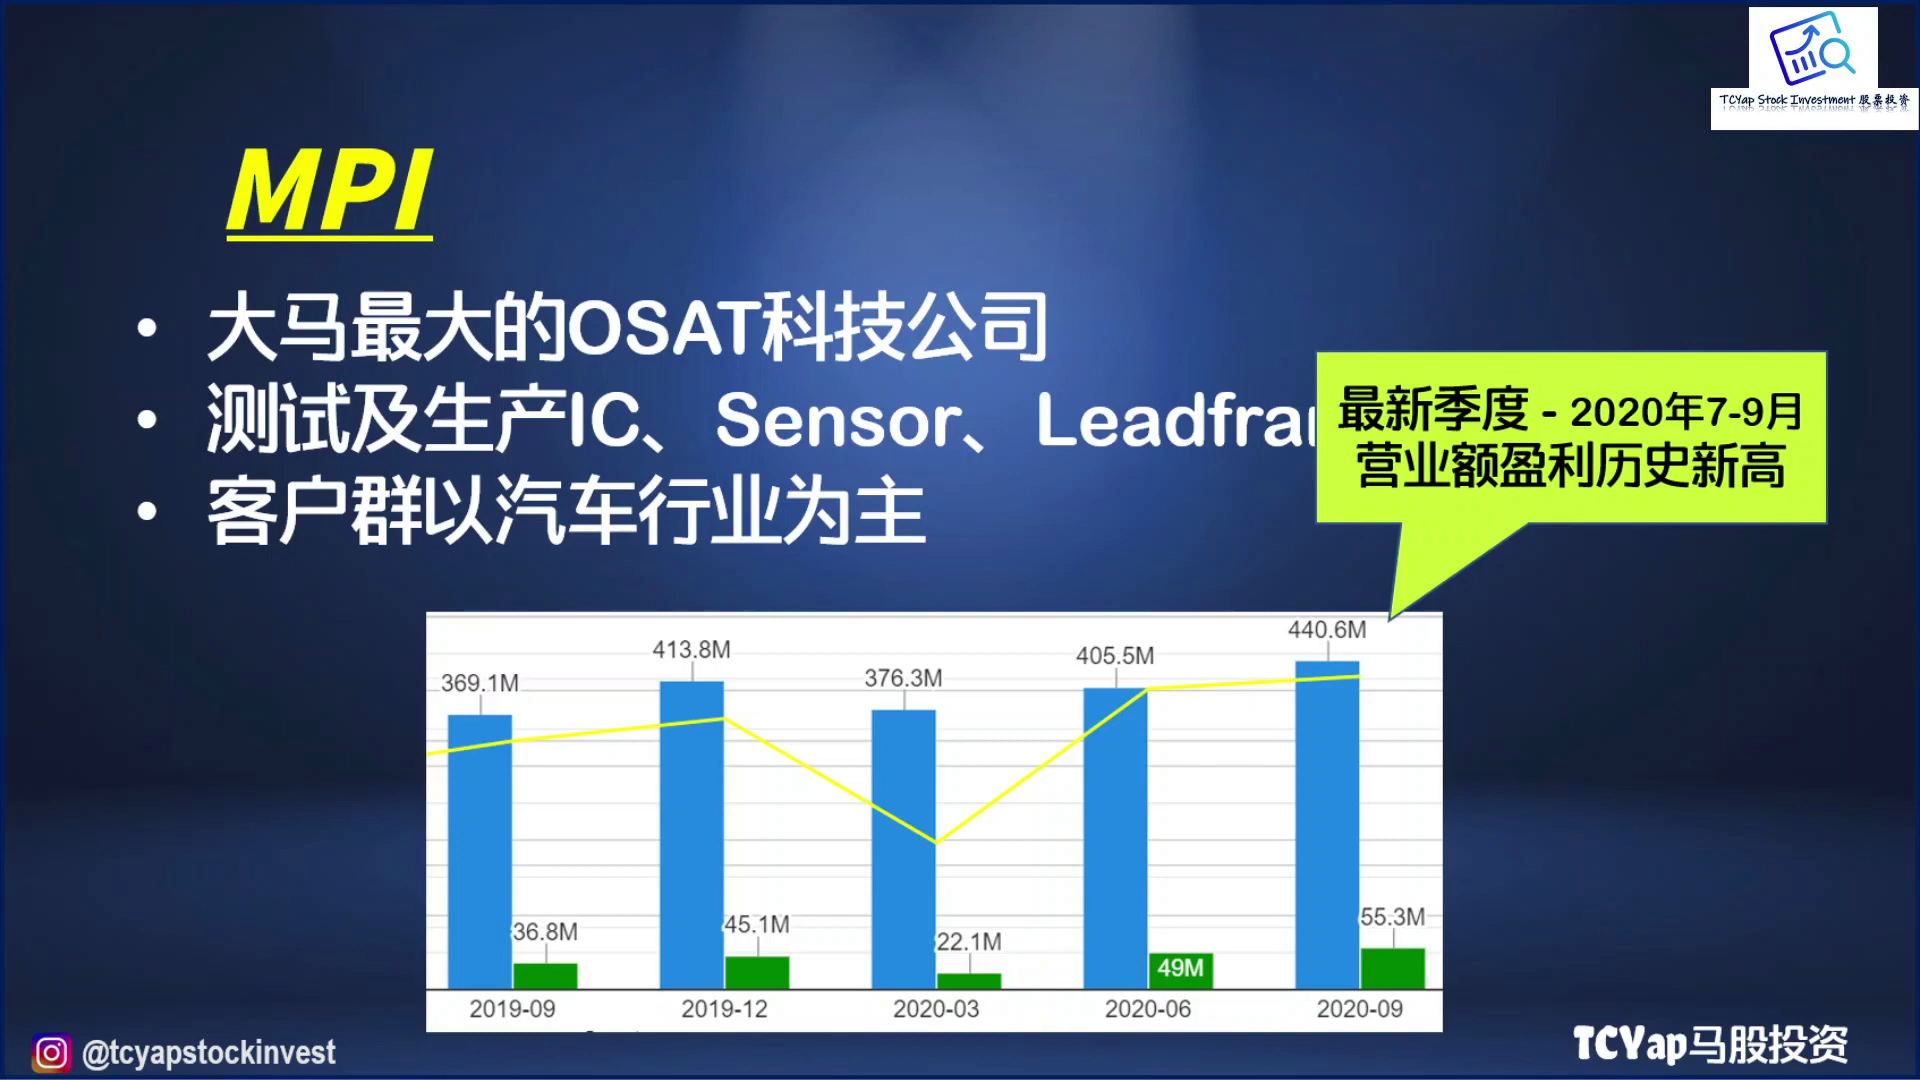 TCYap Stock Investment 股票投资
MPI
• 大马最大的OSAT科技公司
• 测试及生产IC、Sensor、Leadfra
• 客户群以汽车行业为主
最新季度 - 2020年7-9月
营业额盈利历史新高
369.1M 413.8M 376.3M 405.5M 440.6M
36.8M 45.1M 22.1M 49M 55.3M
2019-09 2019-12 2020-03 2020-06 2020-09
@tcyapstockinvest
TCYap马股投资